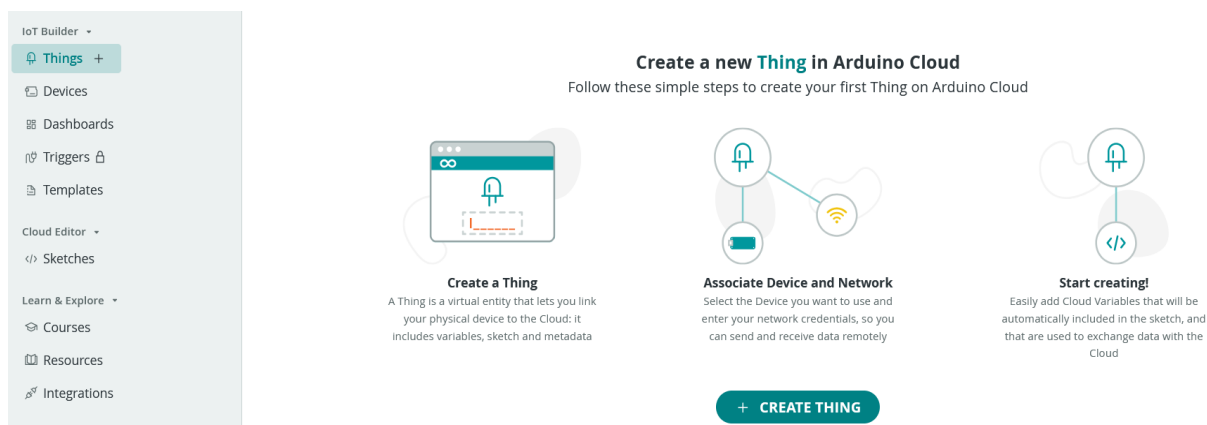 IoT Builder
Things +
Devices
Dashboards
Triggers
Templates
Cloud Editor
Sketches
Learn & Explore
Courses
Resources
Integrations
Create a new Thing in Arduino Cloud
Follow these simple steps to create your first Thing on Arduino Cloud
Create a Thing
A Thing is a virtual entity that lets you link
your physical device to the Cloud: it
includes variables, sketch and metadata
Associate Device and Network
Select the Device you want to use and
enter your network credentials, so you
can send and receive data remotely
Start creating!
Easily add Cloud Variables that will be
automatically included in the sketch, and
that are used to exchange data with the
Cloud
+ CREATE THING